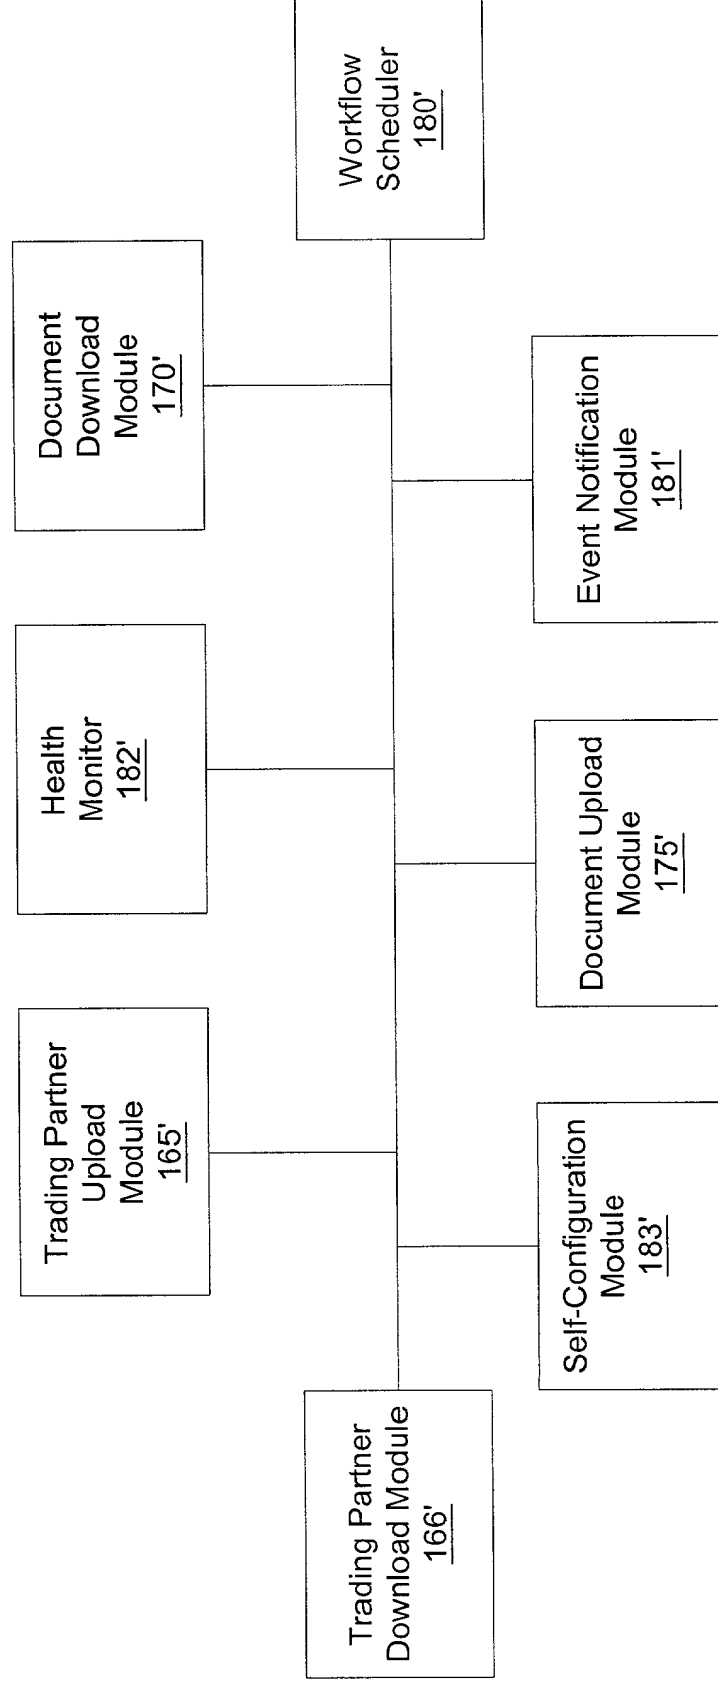 Trading Partner
Upload
Module
165'
Health
Monitor
182'
Document
Download
Module
170'
Trading Partner
Download Module
166'
Workflow
Scheduler
180'
Self-Configuration
Module
183'
Document Upload
Module
175'
Event Notification
Module
181'